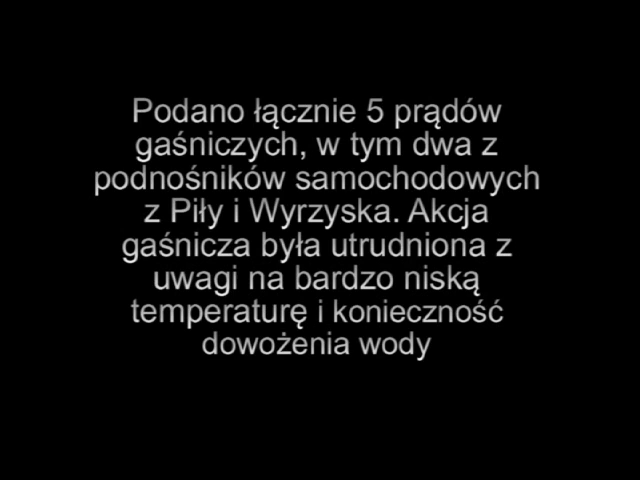 Podano łącznie 5 prądów
gaśniczych, w tym dwa z
podnośników samochodowych
z Piły i Wyrzyska. Akcja
gaśnicza była utrudniona z
uwagi na bardzo niską
temperaturę i konieczność
dowożenia wody